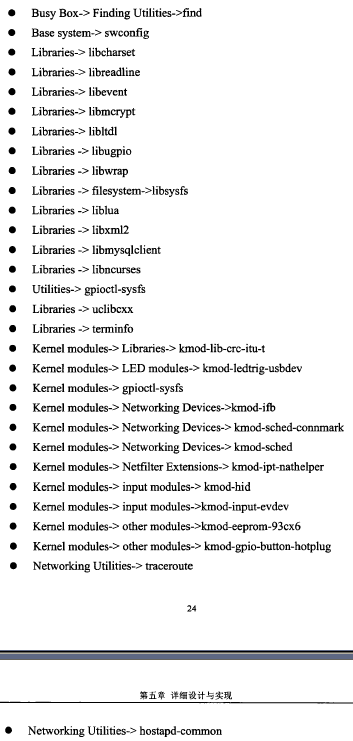 ● Busy Box-> Finding Utilities->find
● Base system-> swconfig
● Libraries-> libcharset
● Libraries-> libreadline
● Libraries-> libevent
● Libraries-> libmcrypt
● Libraries-> libltdl
● Libraries -> libugpio
● Libraries -> libwrap
● Libraries -> filesystem->libsysfs
● Libraries -> liblua
● Libraries -> libxml2
● Libraries -> libmysqlclient
● Libraries -> libncurses
● Utilities-> gpioctl-sysfs
● Libraries -> uclibcxx
● Libraries -> terminfo
● Kernel modules-> Libraries-> kmod-lib-crc-itu-t
● Kernel modules-> LED modules-> kmod-ledtrig-usbdev
● Kernel modules-> gpioctl-sysfs
● Kernel modules-> Networking Devices->kmod-ifb
● Kernel modules-> Networking Devices-> kmod-sched-connmark
● Kernel modules-> Networking Devices-> kmod-sched
● Kernel modules-> Netfilter Extensions-> kmod-ipt-nathelper
● Kernel modules-> input modules-> kmod-hid
● Kernel modules-> input modules->kmod-input-evdev
● Kernel modules-> other modules->kmod-eeprom-93cx6
● Kernel modules-> other modules-> kmod-gpio-button-hotplug
● Networking Utilities-> traceroute
24
第五章 详细设计与实现
● Networking Utilities-> hostapd-common